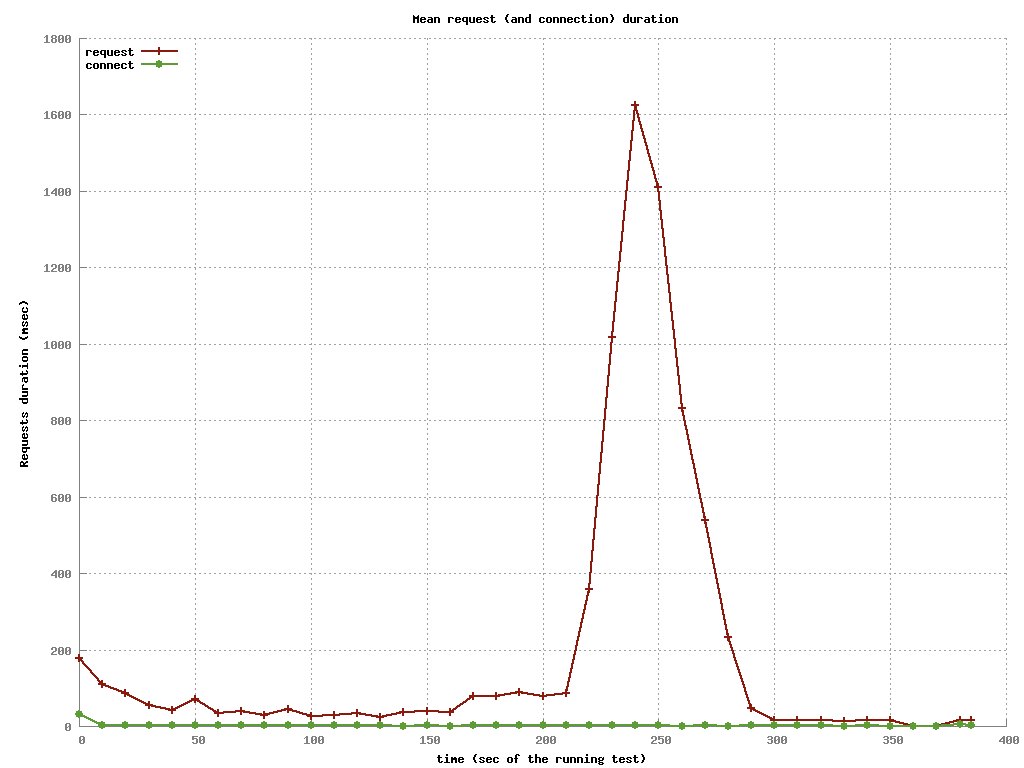 Mean request (and connection) duration
1800
request
connect
1600
1400
1200
1000
800
600
400
200
0
Requests duration (msec)
0 50 100 150 200 250 300 350 400
time (sec of the running test)